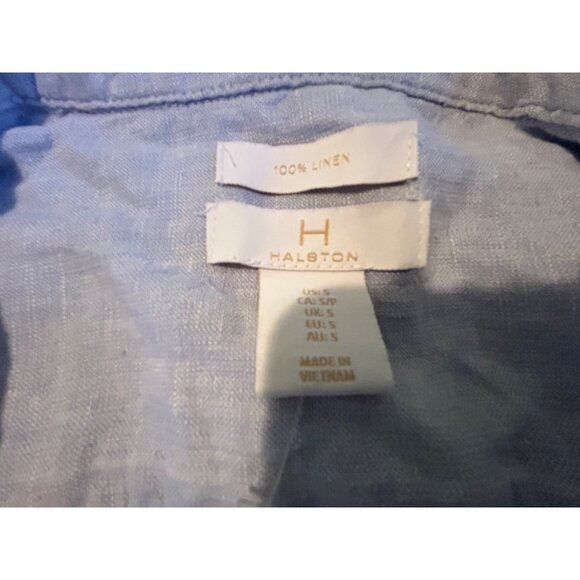 100% LINEN
H
HALSTON
US: S
CA: S/P
UK: S
EU: S
AU: S
MADE IN
VIETNAM